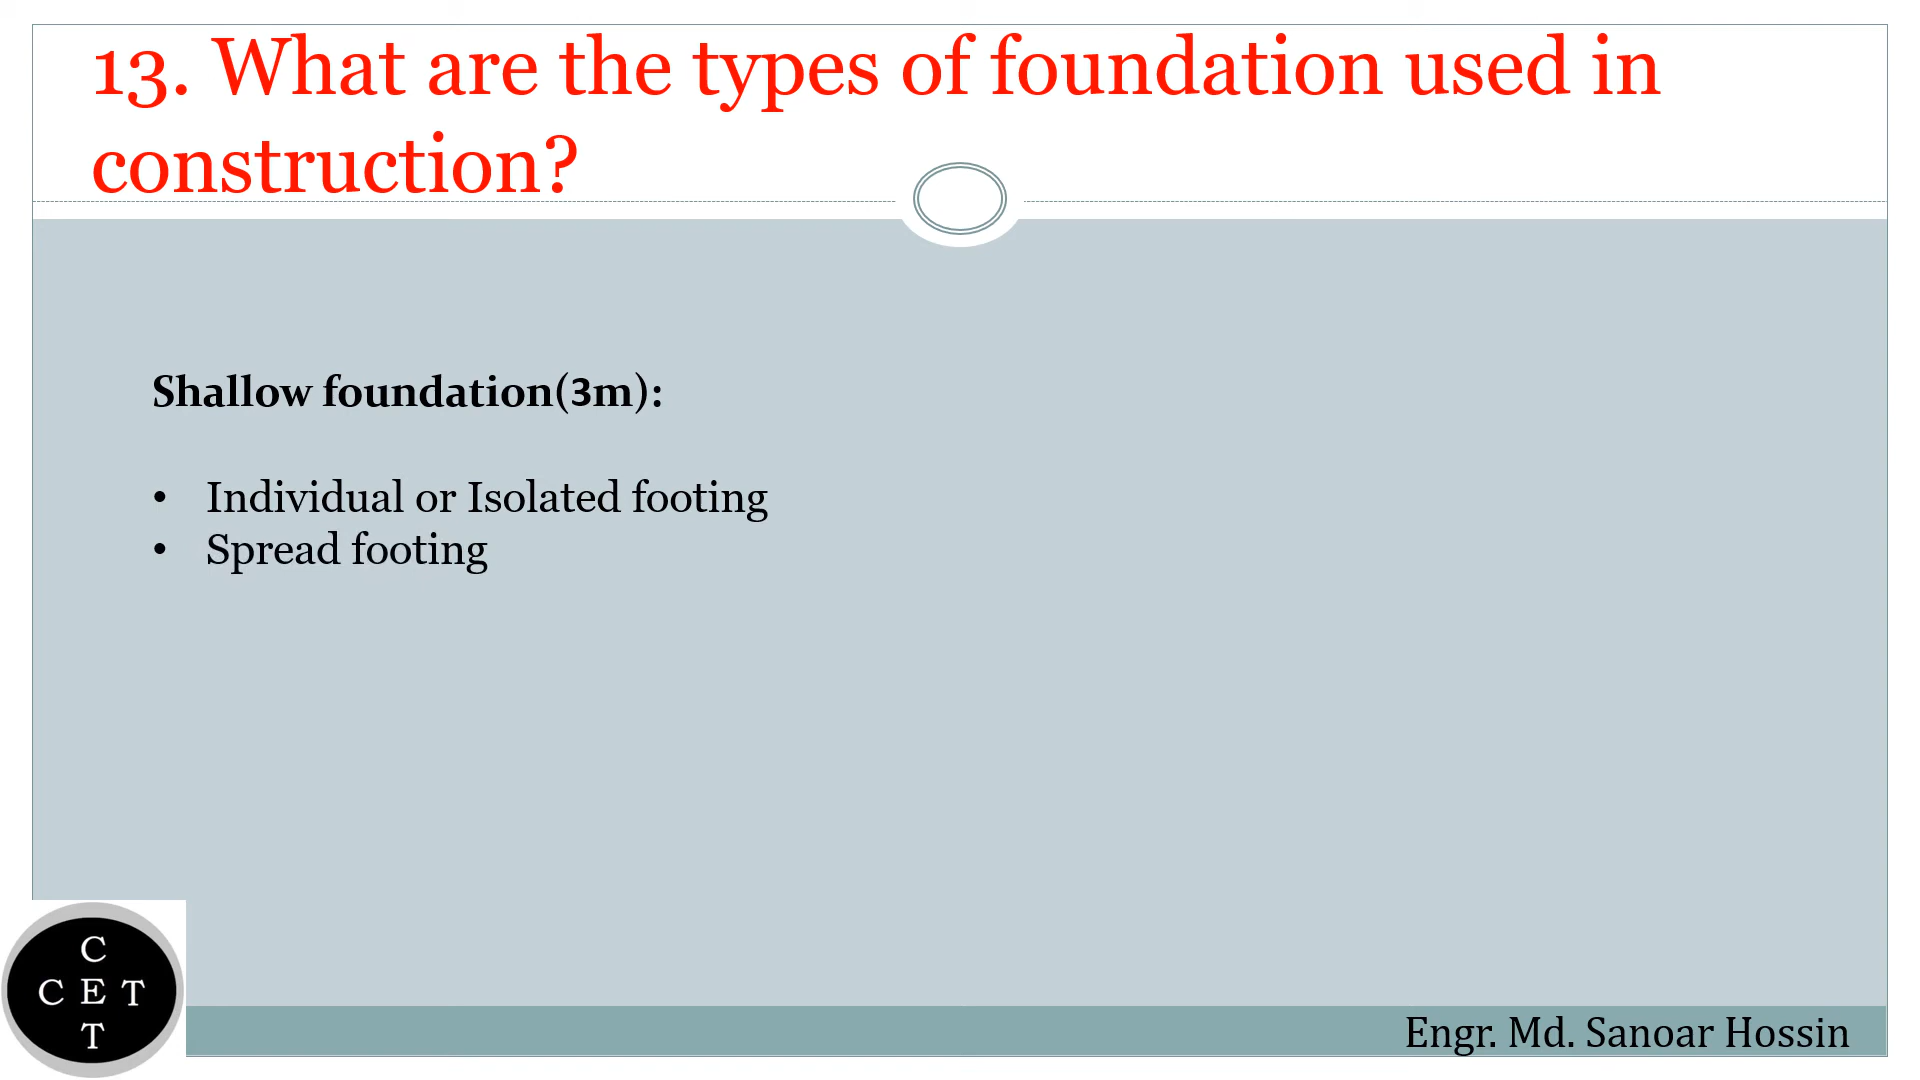 13. What are the types of foundation used in
construction?
Shallow foundation(3m):
• Individual or Isolated footing
• Spread footing
C
C E T
T
Engr. Md. Sanoar Hossin